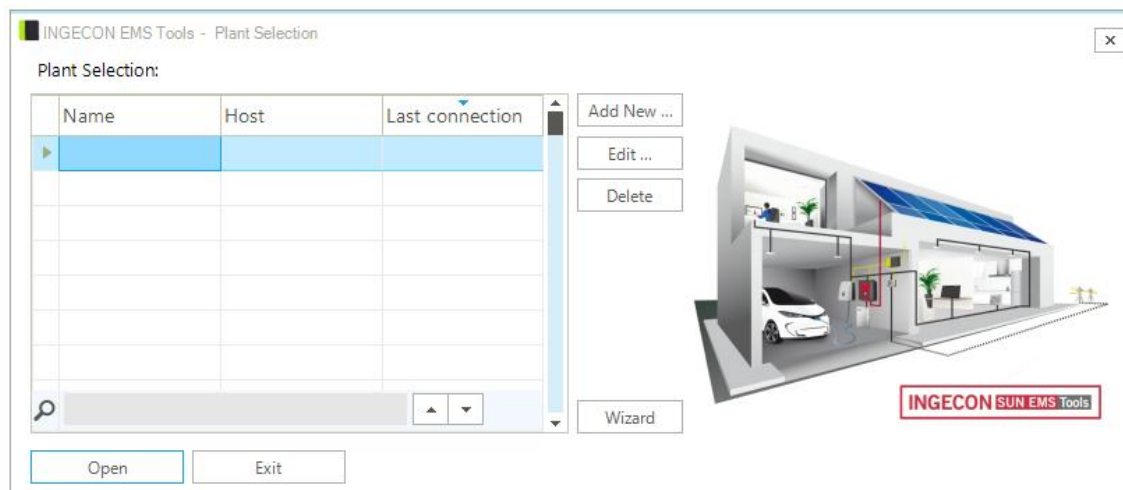 INGECON EMS Tools - Plant Selection
Plant Selection:
Name Host Last connection
Add New ...
Edit ...
Delete
Wizard
INGECON SUN EMS Tools
Open Exit